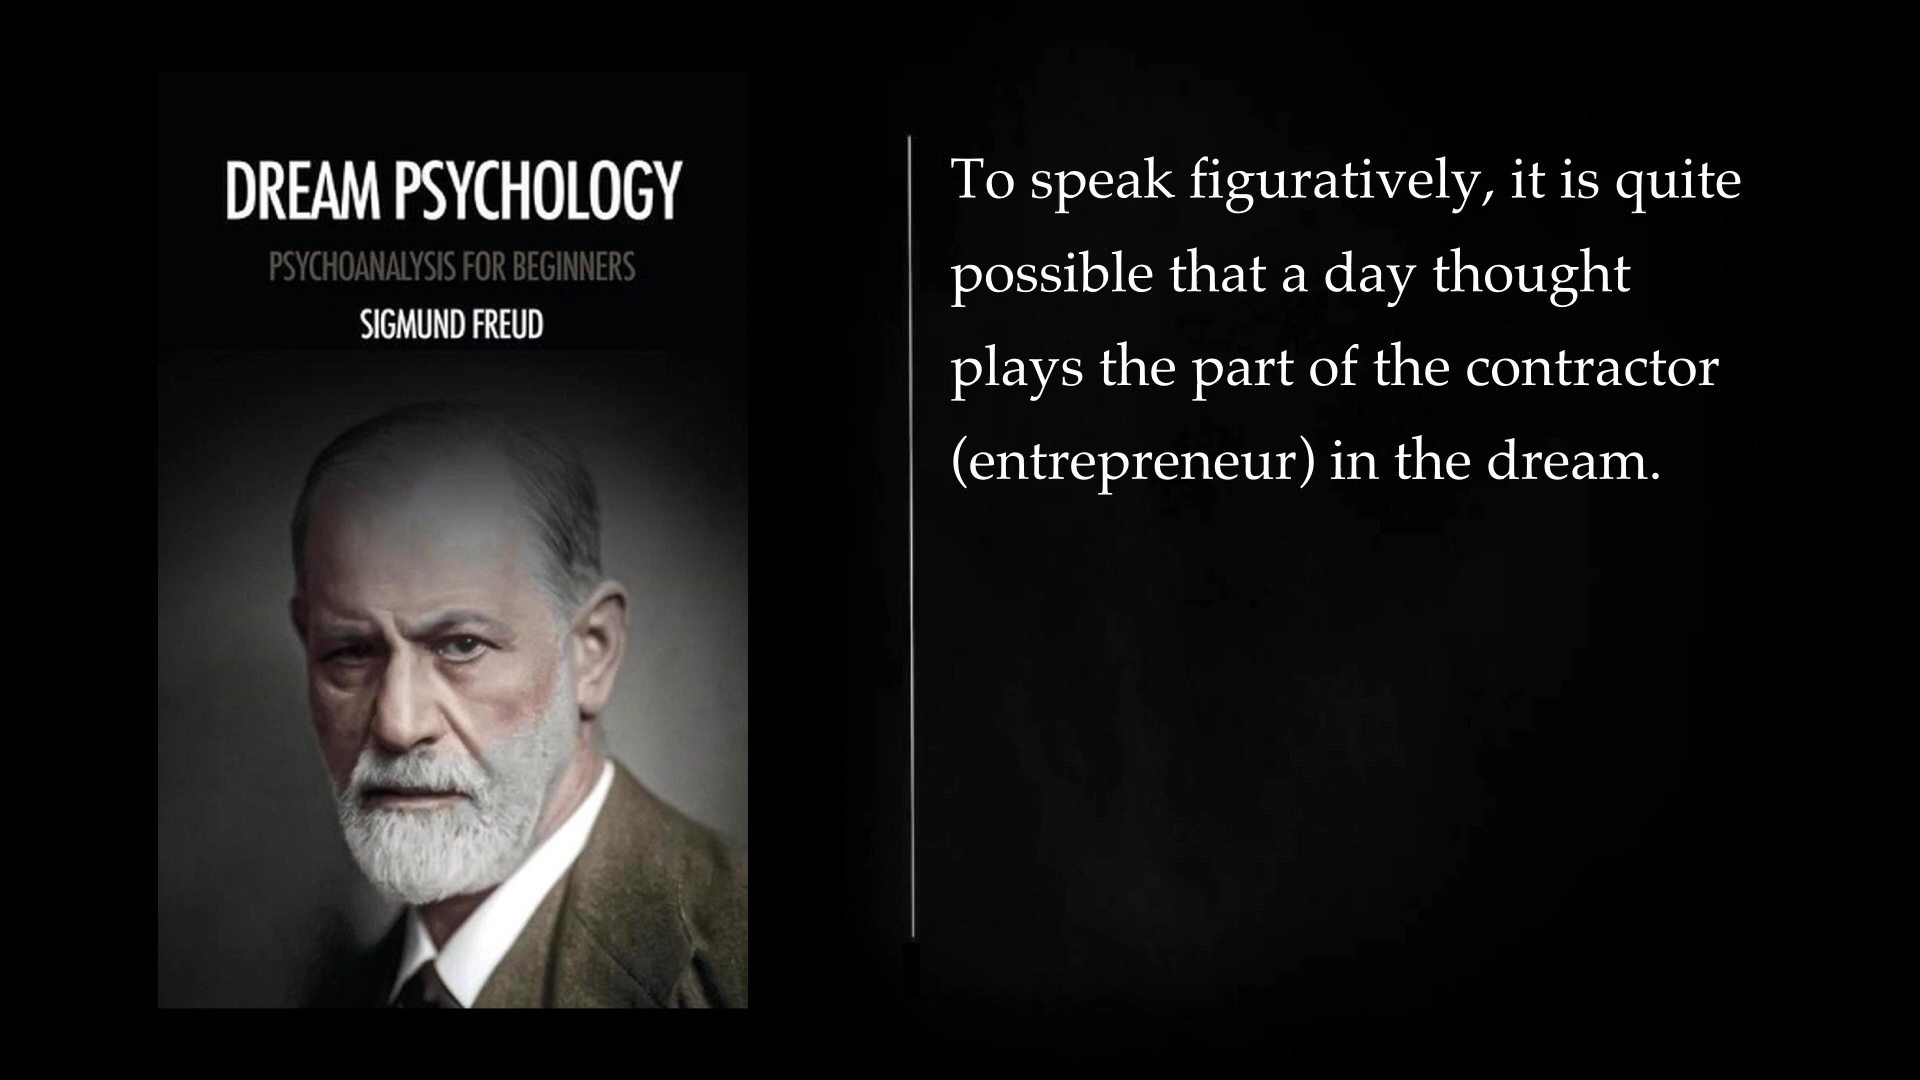 DREAM PSYCHOLOGY
PSYCHOANALYSIS FOR BEGINNERS
SIGMUND FREUD
To speak figuratively, it is quite
possible that a day thought
plays the part of the contractor
(entrepreneur) in the dream.